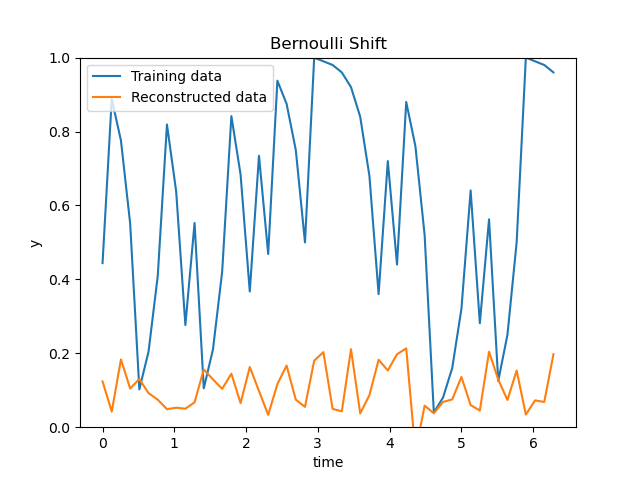 Bernoulli Shift
Training data
Reconstructed data
y
1.0
0.8
0.6
0.4
0.2
0.0
0 1 2 3 4 5 6
time